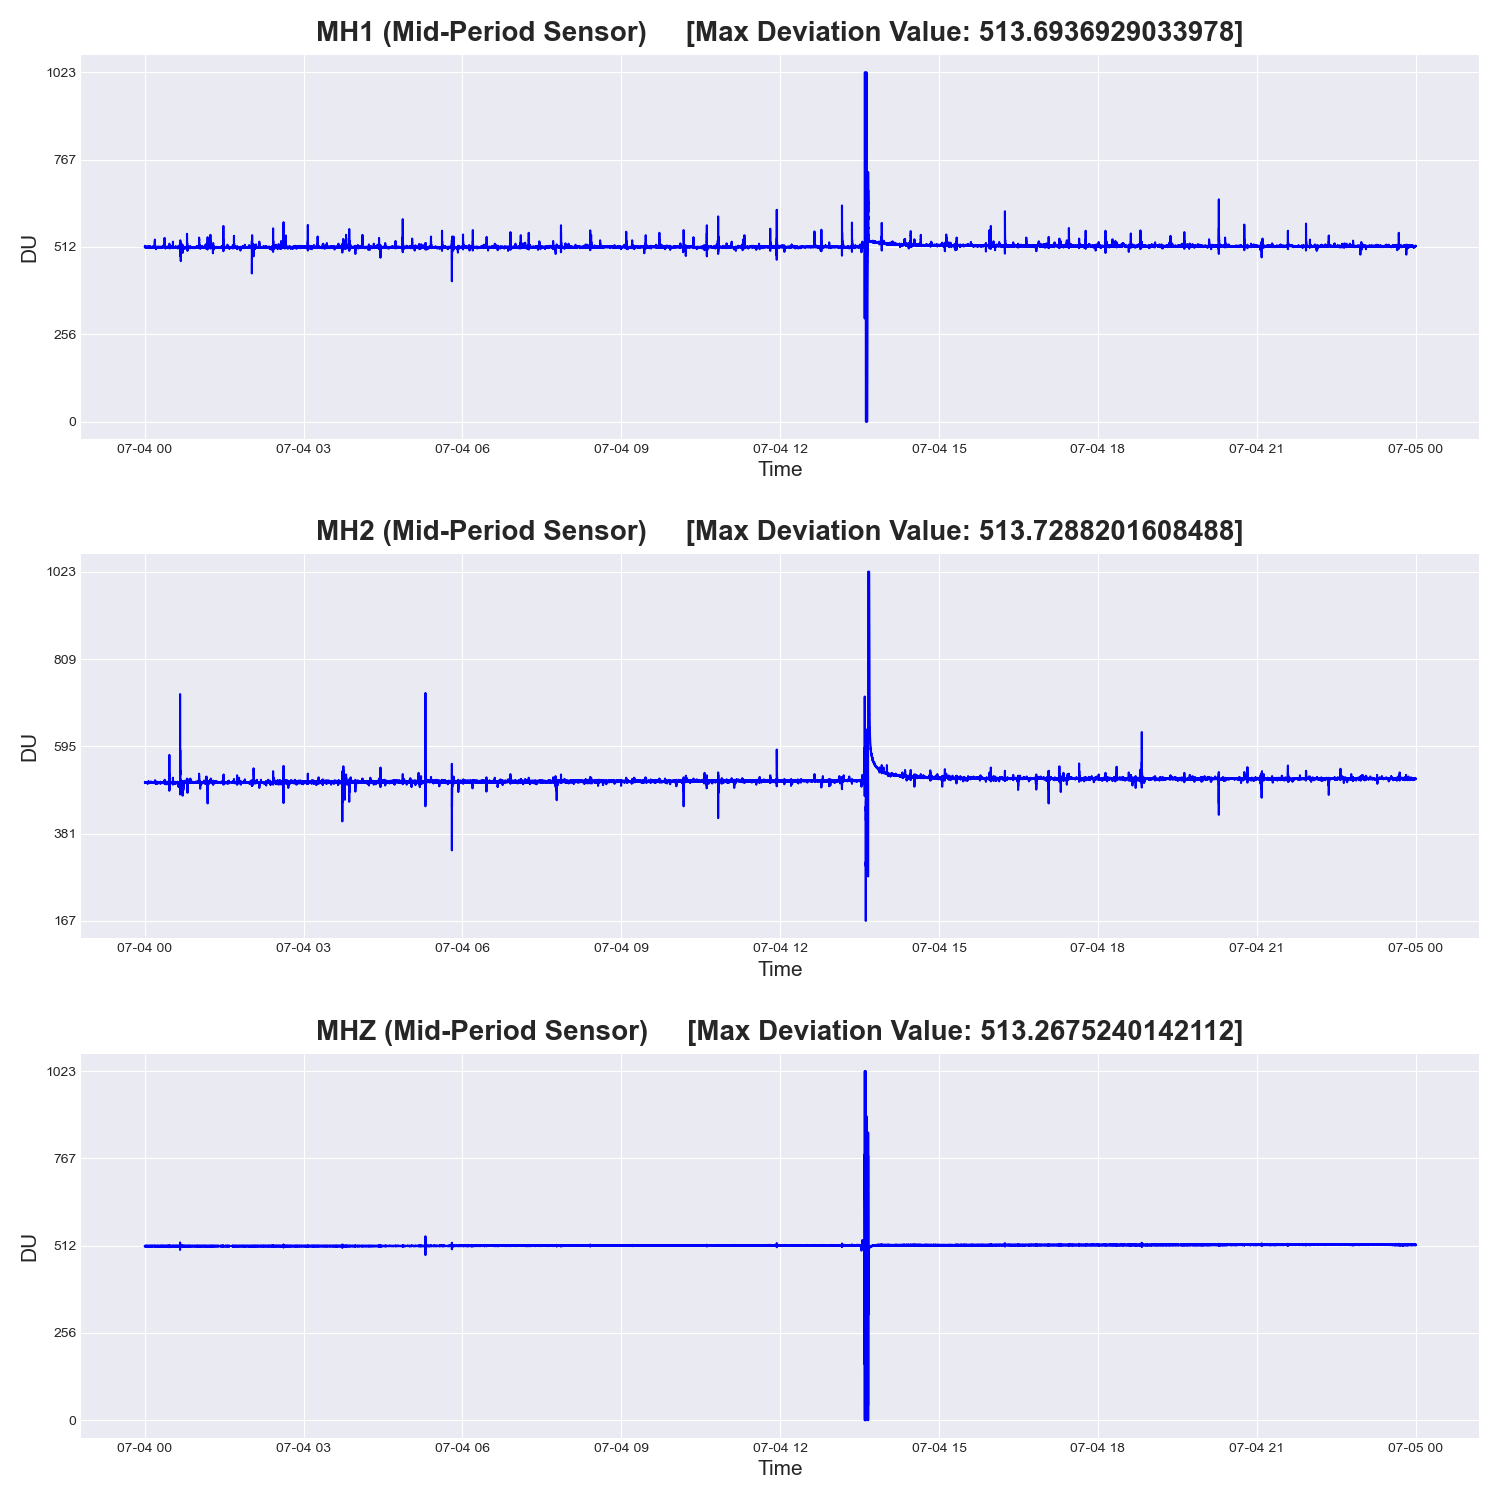 MH1 (Mid-Period Sensor) [Max Deviation Value: 513.6936929033978]
1023
767
512
256
0
DU
07-04 00 07-04 03 07-04 06 07-04 09 07-04 12 07-04 15 07-04 18 07-04 21 07-05 00
Time
MH2 (Mid-Period Sensor) [Max Deviation Value: 513.7288201608488]
1023
809
595
381
167
DU
07-04 00 07-04 03 07-04 06 07-04 09 07-04 12 07-04 15 07-04 18 07-04 21 07-05 00
Time
MHZ (Mid-Period Sensor) [Max Deviation Value: 513.2675240142112]
1023
767
512
256
0
DU
07-04 00 07-04 03 07-04 06 07-04 09 07-04 12 07-04 15 07-04 18 07-04 21 07-05 00
Time